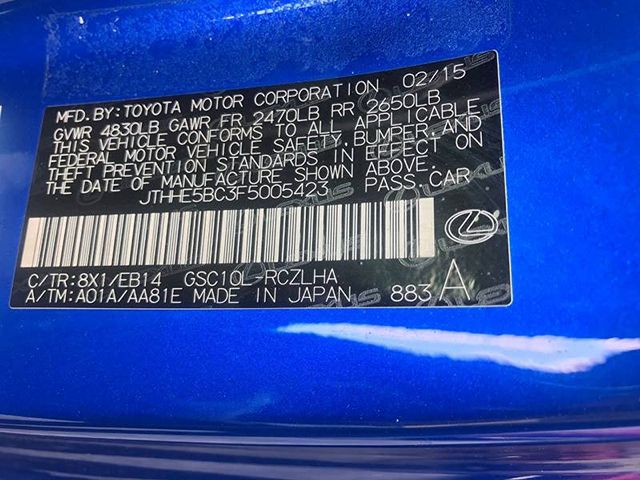 MFD.BY:TOYOTA MOTOR CORPORATION 02/15
GVWR 4830LB GAWR FR 2470LB RR 2650LB
THIS VEHICLE CONFORMS TO ALL APPLICABLE
FEDERAL MOTOR VEHICLE SAFETY,BUMPER,AND
THEFT PREVENTION STANDARDS IN EFFECT ON
THE DATE OF MANUFACTURE SHOWN ABOVE.
JTHHE5BC3F5005423 PASS.CAR
C/TR:8X1/EB14 GSC10L-RCZLHA
A/TM:A01A/AA81E MADE IN JAPAN 883 A